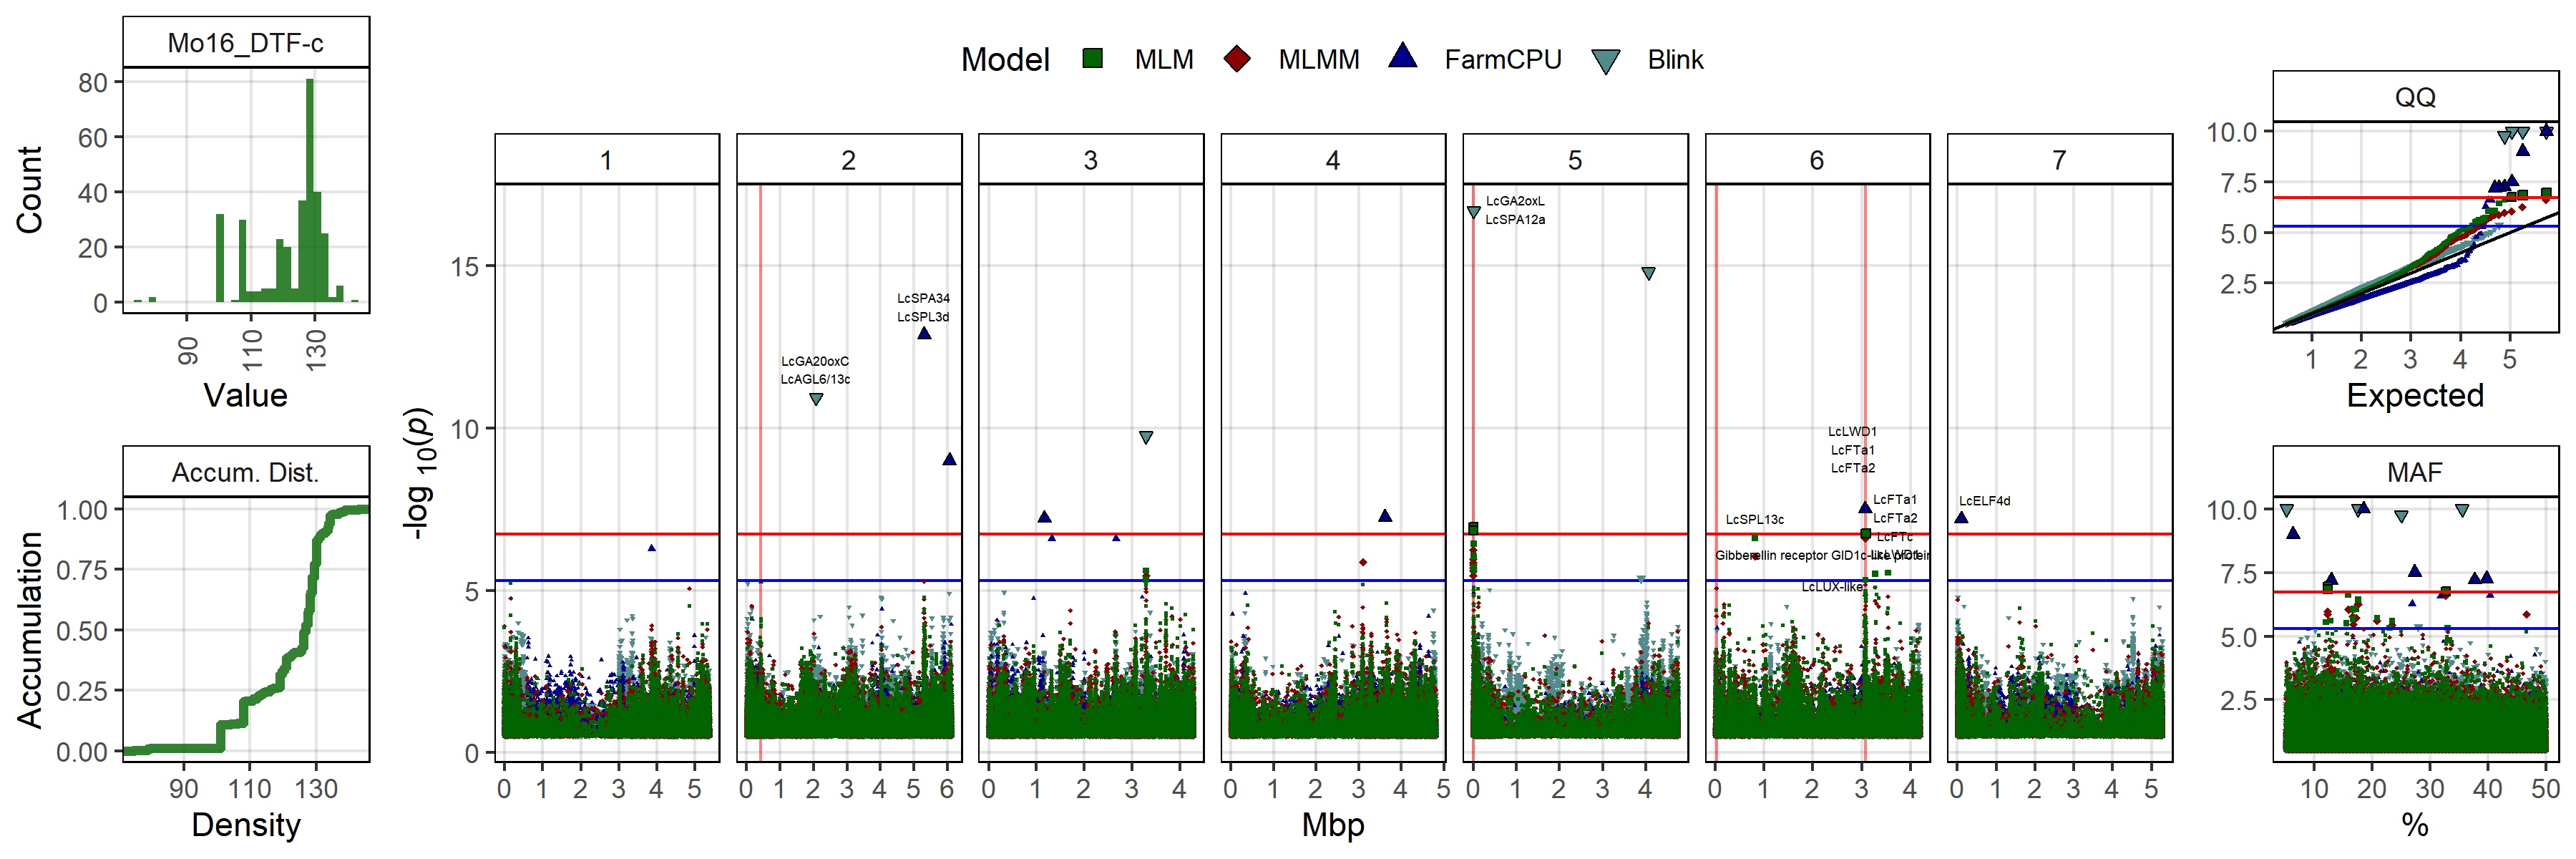 Mo16_DTF-c
Count
80
60
40
20
0
90
110
130
Value
Accum. Dist.
Accumulation
1.00
0.75
0.50
0.25
0.00
90 110 130
Density
Model MLM MLMM FarmCPU Blink
-log 10(p)
15
10
5
0
1 2 3 4 5 6 7
LcGA20oxC
LcAGL6/13c
LcSPA34
LcSPL3d
LcGA2oxL
LcSPA12a
LcSPL13c
Gibberellin receptor GID1c-like protein
LcLWD1
LcFTa1
LcFTa2
LcFTa1
LcFTa2
LcFTc
LcLWD1
LcLUX-like
LcELF4d
0 1 2 3 4 5
0 1 2 3 4 5 6
0 1 2 3 4
0 1 2 3 4 5
0 1 2 3 4
0 1 2 3 4
0 1 2 3 4 5
Mbp
QQ
10.0
7.5
5.0
2.5
1 2 3 4 5
Expected
MAF
10.0
7.5
5.0
2.5
10 20 30 40 50
%